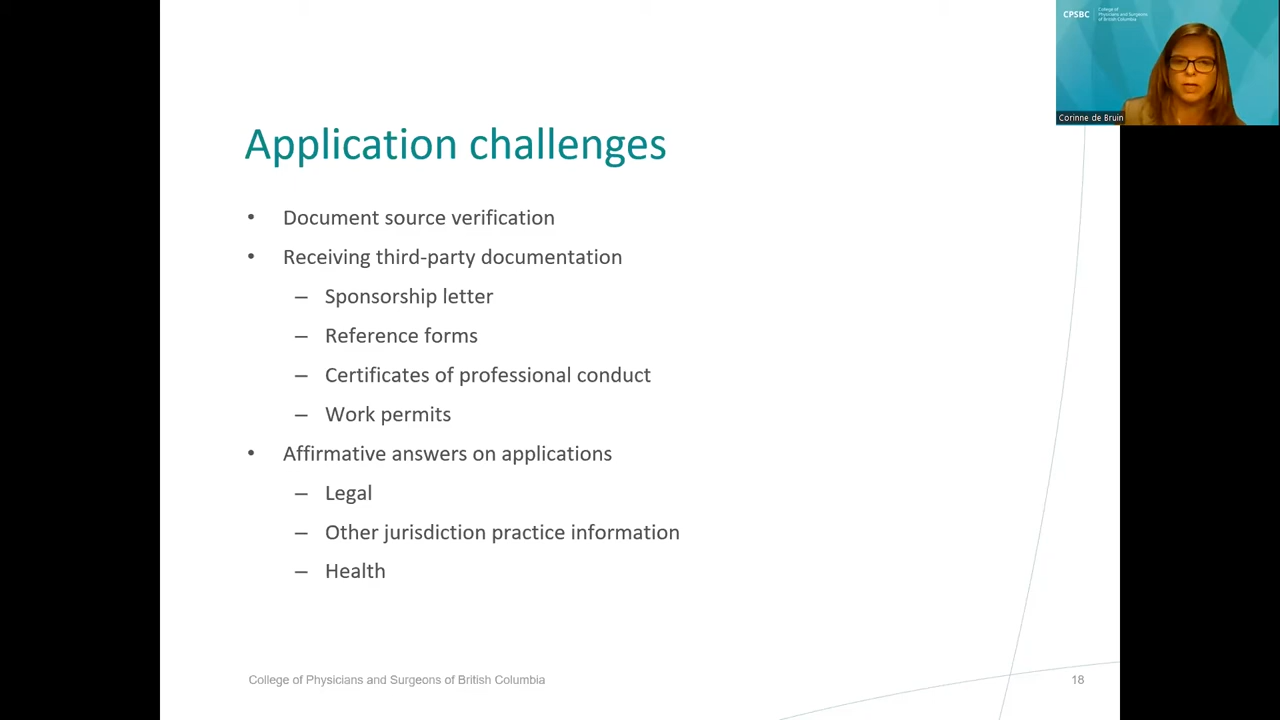 CPSBC
College of
Physicians and Surgeons
of British Columbia
Corinne de Bruin
Application challenges
• Document source verification
• Receiving third-party documentation
– Sponsorship letter
– Reference forms
– Certificates of professional conduct
– Work permits
• Affirmative answers on applications
– Legal
– Other jurisdiction practice information
– Health
College of Physicians and Surgeons of British Columbia
18